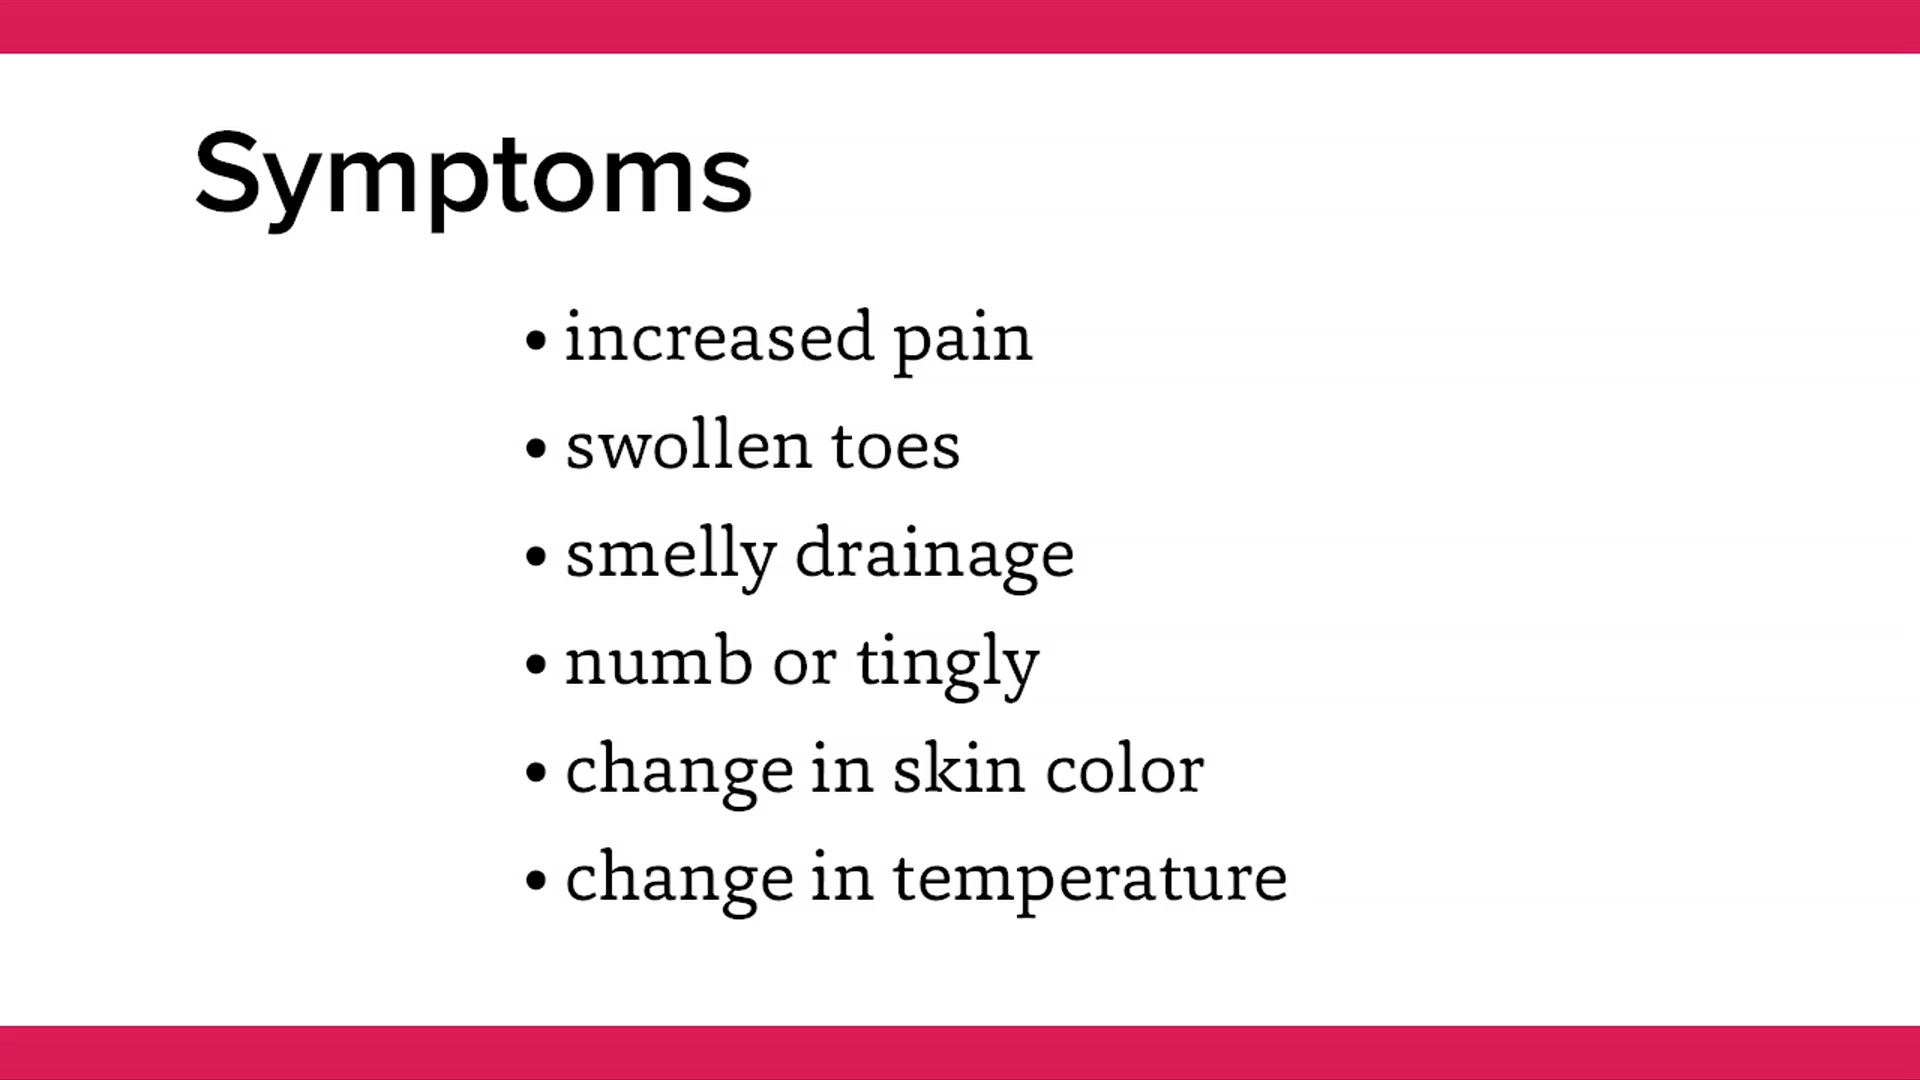 Symptoms
• increased pain
• swollen toes
• smelly drainage
• numb or tingly
• change in skin color
• change in temperature